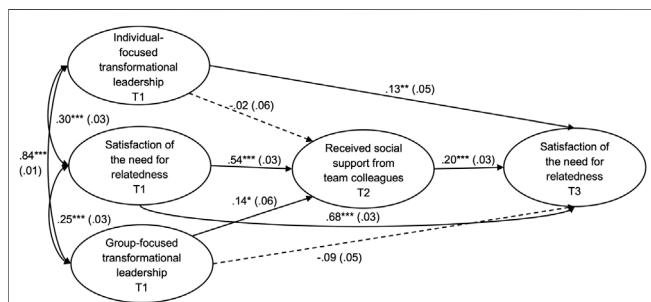 Individual-
focused
transformational
leadership
T1
.13** (.05)
-.02 (.06)
.30*** (.03)
.84***
(.01)
Satisfaction of
the need for
relatedness
T1
.54*** (.03)
Received social
support from
team colleagues
T2
.20*** (.03)
Satisfaction of
the need for
relatedness
T3
.14* (.06)
.68*** (.03)
.25*** (.03)
Group-focused
transformational
leadership
T1
-.09 (.05)